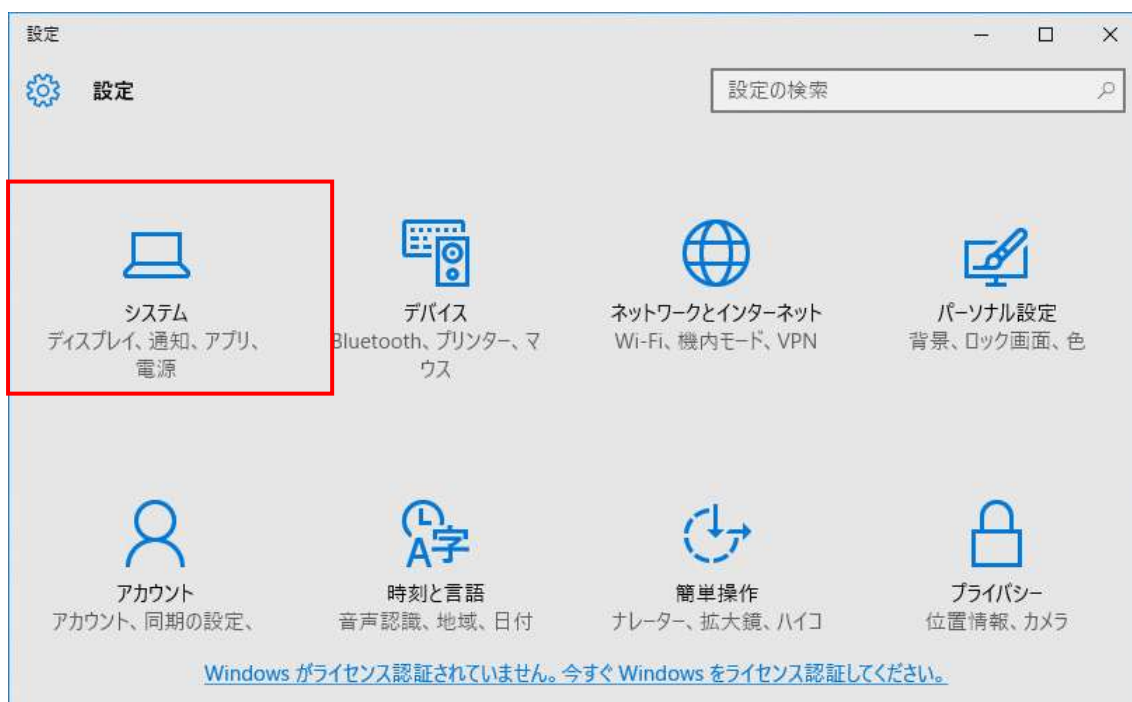 設定
設定
設定の検索
システム
ディスプレイ、通知、アプリ、
電源
デバイス
Bluetooth、プリンター、マ
ウス
ネットワークとインターネット
Wi-Fi、機内モード、VPN
パーソナル設定
背景、ロック画面、色
アカウント
アカウント、同期の設定、
時刻と言語
音声認識、地域、日付
簡単操作
ナレーター、拡大鏡、ハイコ
プライバシー
位置情報、カメラ
Windows がライセンス認証されていません。今すぐ Windows をライセンス認証してください。